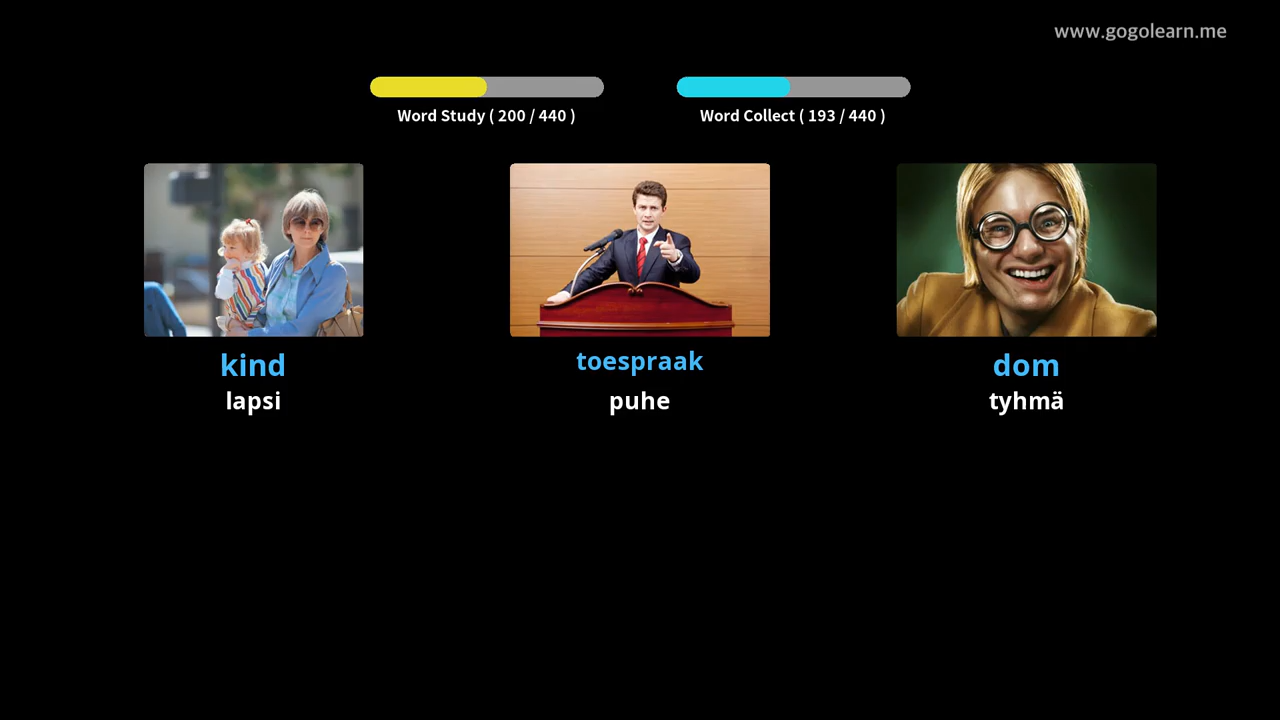 www.gogolearn.me
Word Study ( 200 / 440 )
Word Collect ( 193 / 440 )
kind
lapsi
toespraak
puhe
dom
tyhmä